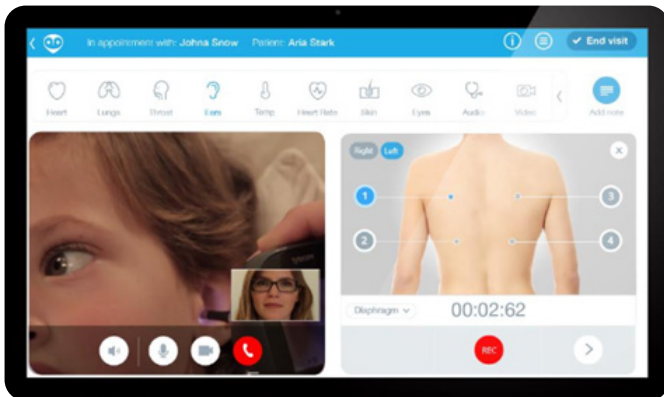 In appointment with: Johna Snow Patient: Aria Stark
End visit
Heart Lungs Throat Ears Temp Heart Rate Skin Eyes Audio Video Add note
Right Left
1
3
2
4
Diaphragm
00:02:62
REC